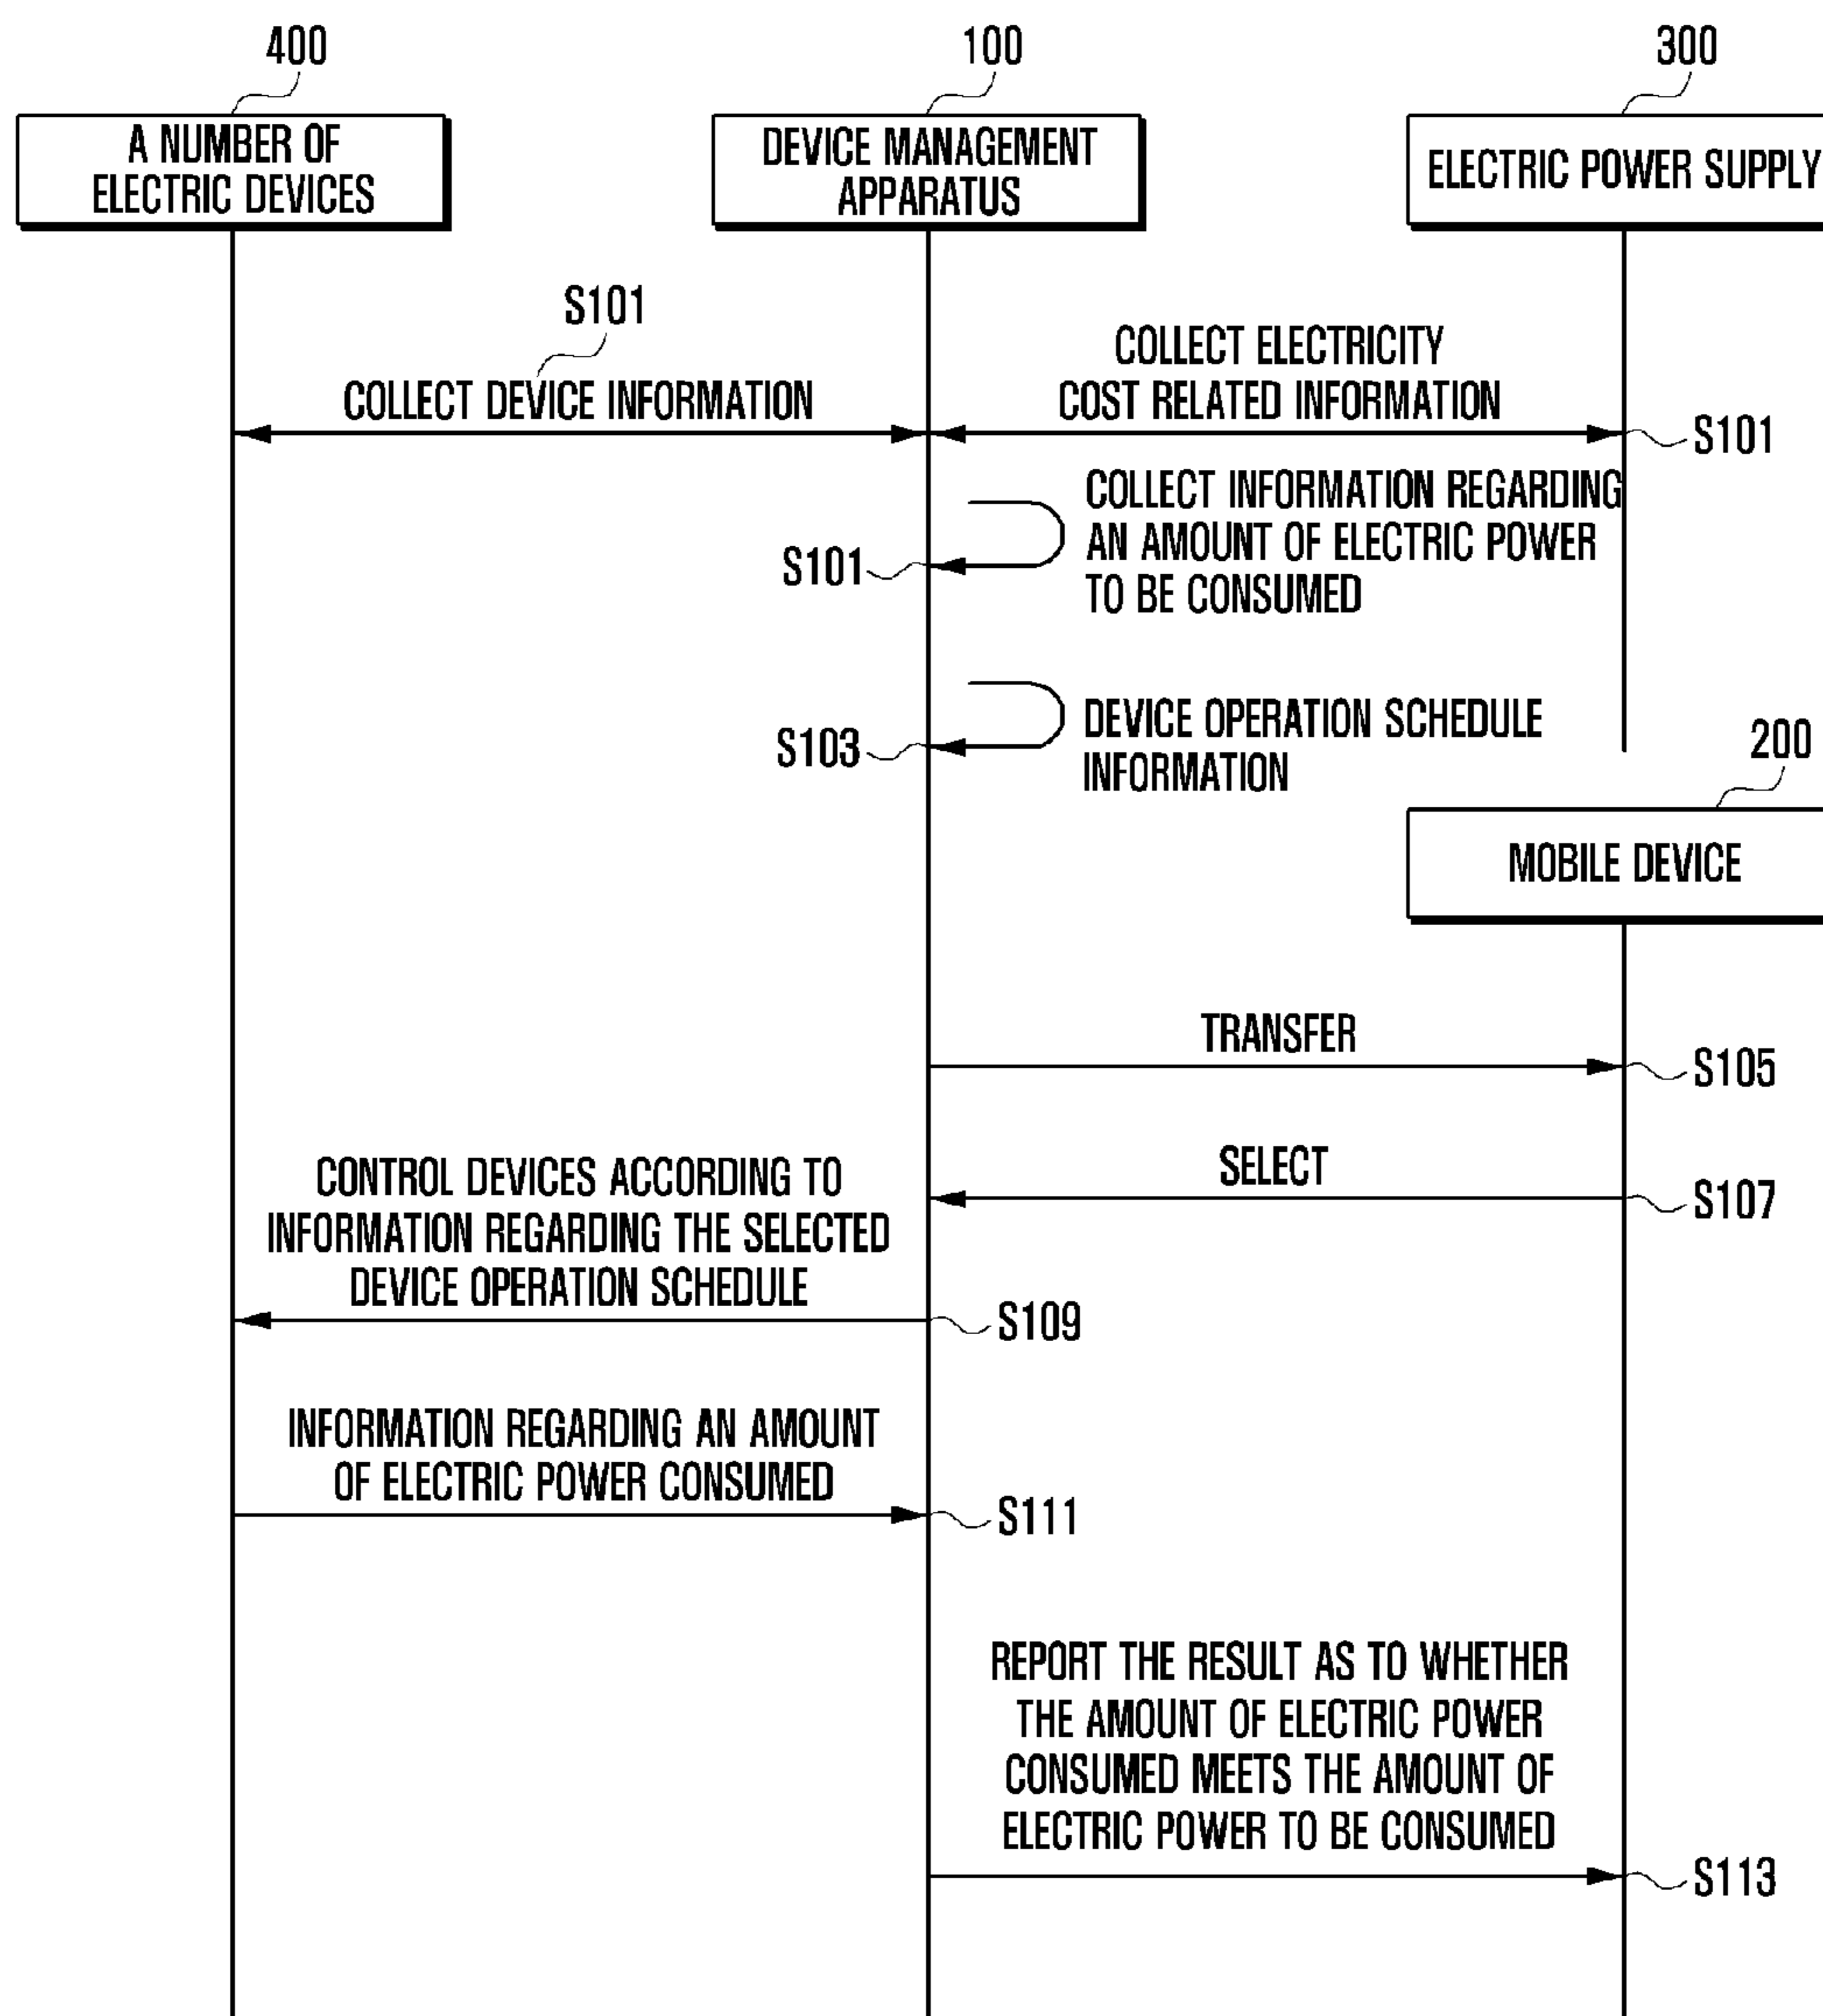 400
100
300
A NUMBER OF
ELECTRIC DEVICES
DEVICE MANAGEMENT
APPARATUS
ELECTRIC POWER SUPPLY
S101
COLLECT DEVICE INFORMATION
COLLECT ELECTRICITY
COST RELATED INFORMATION
S101
COLLECT INFORMATION REGARDING
AN AMOUNT OF ELECTRIC POWER
TO BE CONSUMED
S101
DEVICE OPERATION SCHEDULE
INFORMATION
S103
200
MOBILE DEVICE
TRANSFER
S105
SELECT
S107
CONTROL DEVICES ACCORDING TO
INFORMATION REGARDING THE SELECTED
DEVICE OPERATION SCHEDULE
S109
INFORMATION REGARDING AN AMOUNT
OF ELECTRIC POWER CONSUMED
S111
REPORT THE RESULT AS TO WHETHER
THE AMOUNT OF ELECTRIC POWER
CONSUMED MEETS THE AMOUNT OF
ELECTRIC POWER TO BE CONSUMED
S113